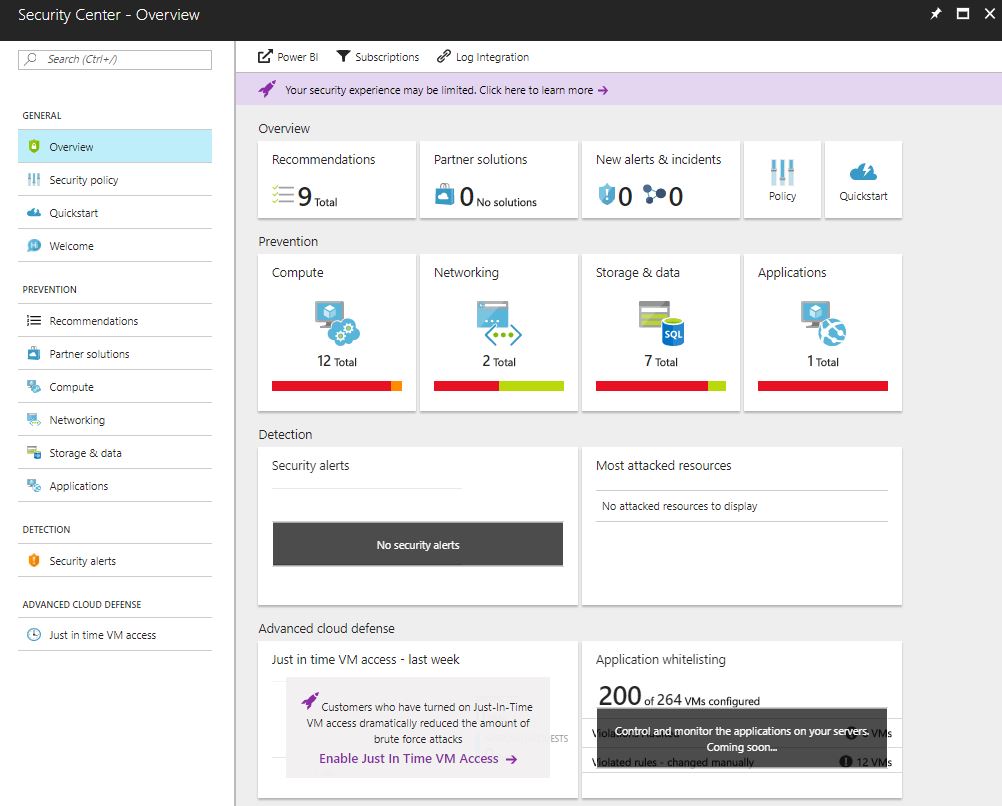 Security Center - Overview
Search (Ctrl+/)
GENERAL
Overview
Security policy
Quickstart
Welcome
PREVENTION
Recommendations
Partner solutions
Compute
Networking
Storage & data
Applications
DETECTION
Security alerts
ADVANCED CLOUD DEFENSE
Just in time VM access
Power BI Subscriptions Log Integration
Your security experience may be limited. Click here to learn more →
Overview
Recommendations
9 Total
Partner solutions
0 No solutions
New alerts & incidents
0 0
Policy
Quickstart
Prevention
Compute
12 Total
Networking
2 Total
Storage & data
SQL
7 Total
Applications
1 Total
Detection
Security alerts
No security alerts
Most attacked resources
No attacked resources to display
Advanced cloud defense
Just in time VM access - last week
Customers who have turned on Just-In-Time
VM access dramatically reduced the amount of
brute force attacks
Enable Just In Time VM Access →
Application whitelisting
200 of 264 VMs configured
Control and monitor the applications on your servers.
Coming soon...
VMs
Violated rules - changed manually 12 VMs